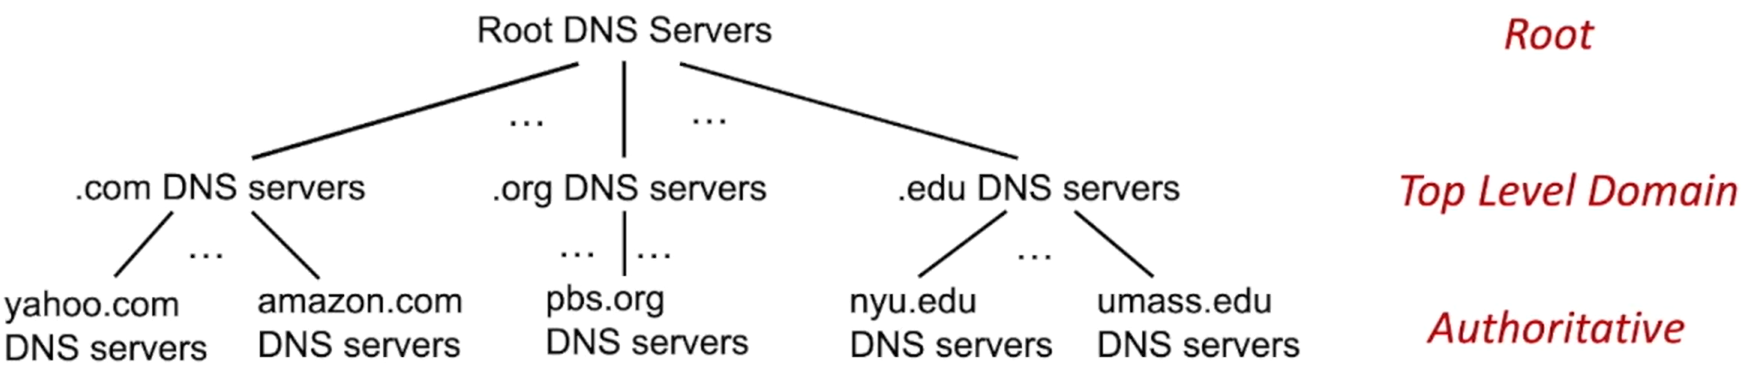 Root DNS Servers
Root
...
...
.com DNS servers
.org DNS servers
.edu DNS servers
Top Level Domain
...
...
...
...
yahoo.com
DNS servers
amazon.com
DNS servers
pbs.org
DNS servers
nyu.edu
DNS servers
umass.edu
DNS servers
Authoritative